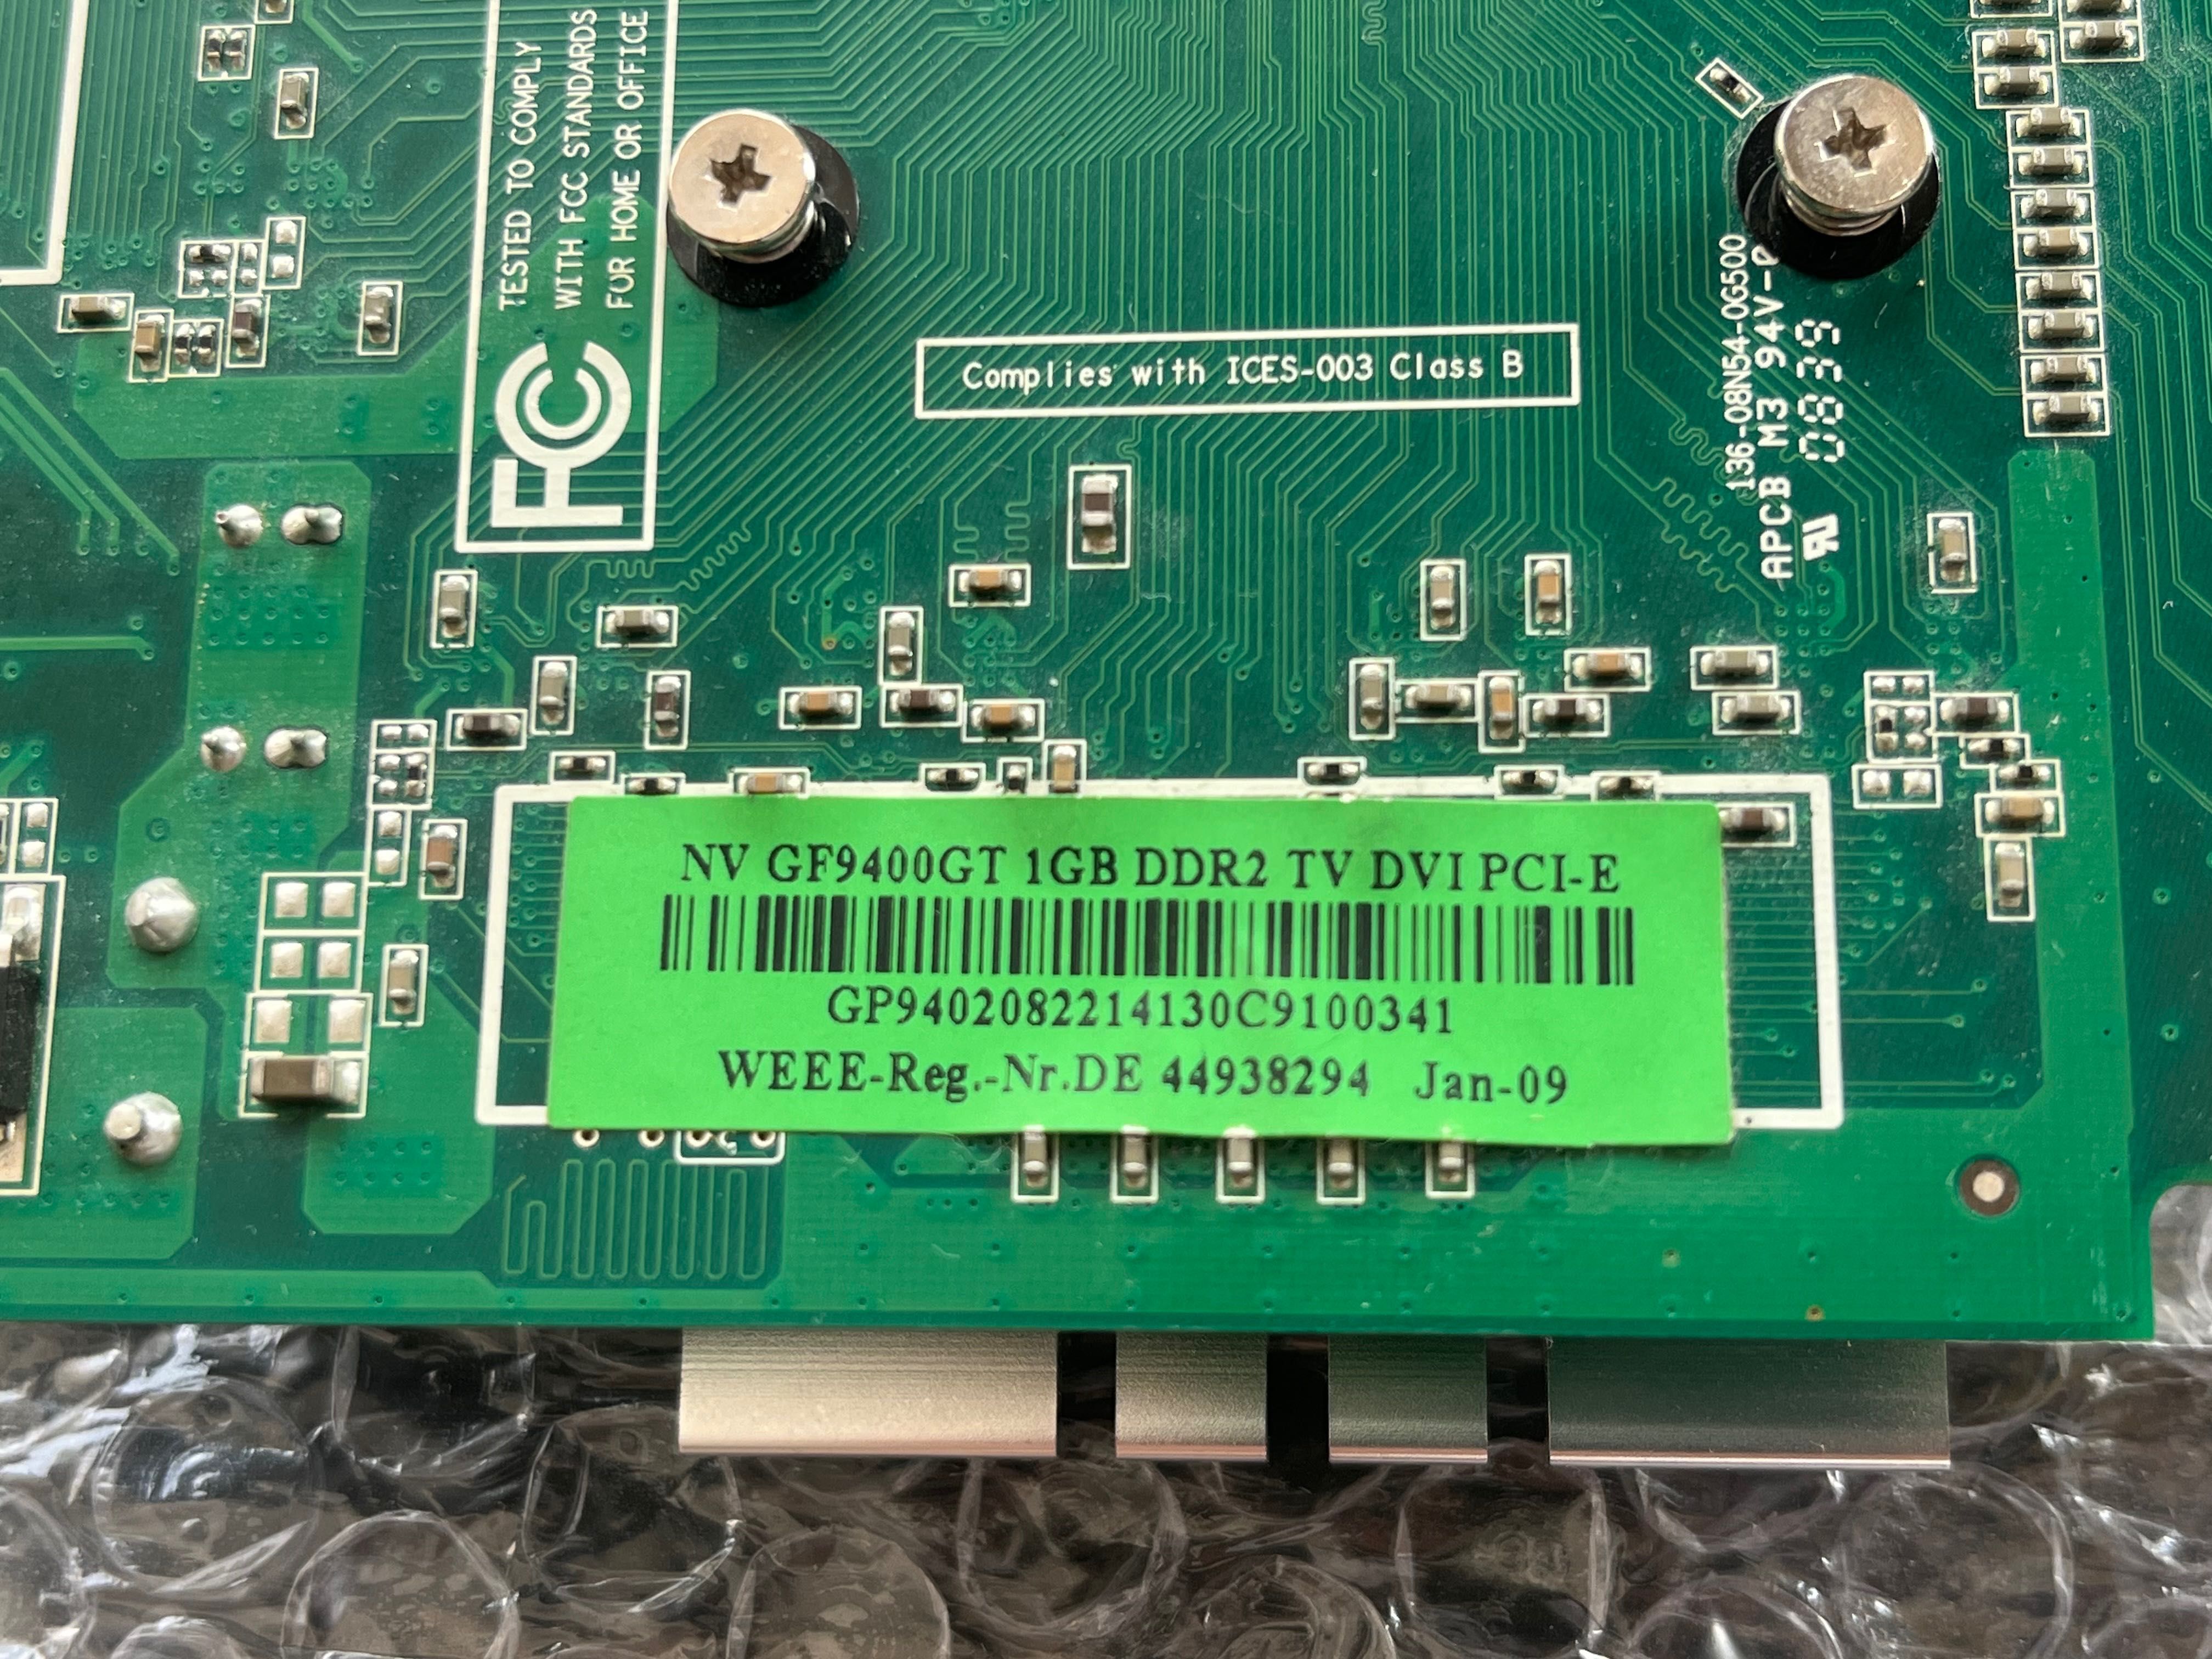 TESTED TO COMPLY
WITH FCC STANDARDS
FOR HOME OR OFFICE
FC
Complies with ICES-003 Class B
136-08N54-0G500
APCB M3 94V-0
0839
NV GF9400GT 1GB DDR2 TV DVI PCI-E
GP9402082214130C9100341
WEEE-Reg.-Nr.DE 44938294 Jan-09